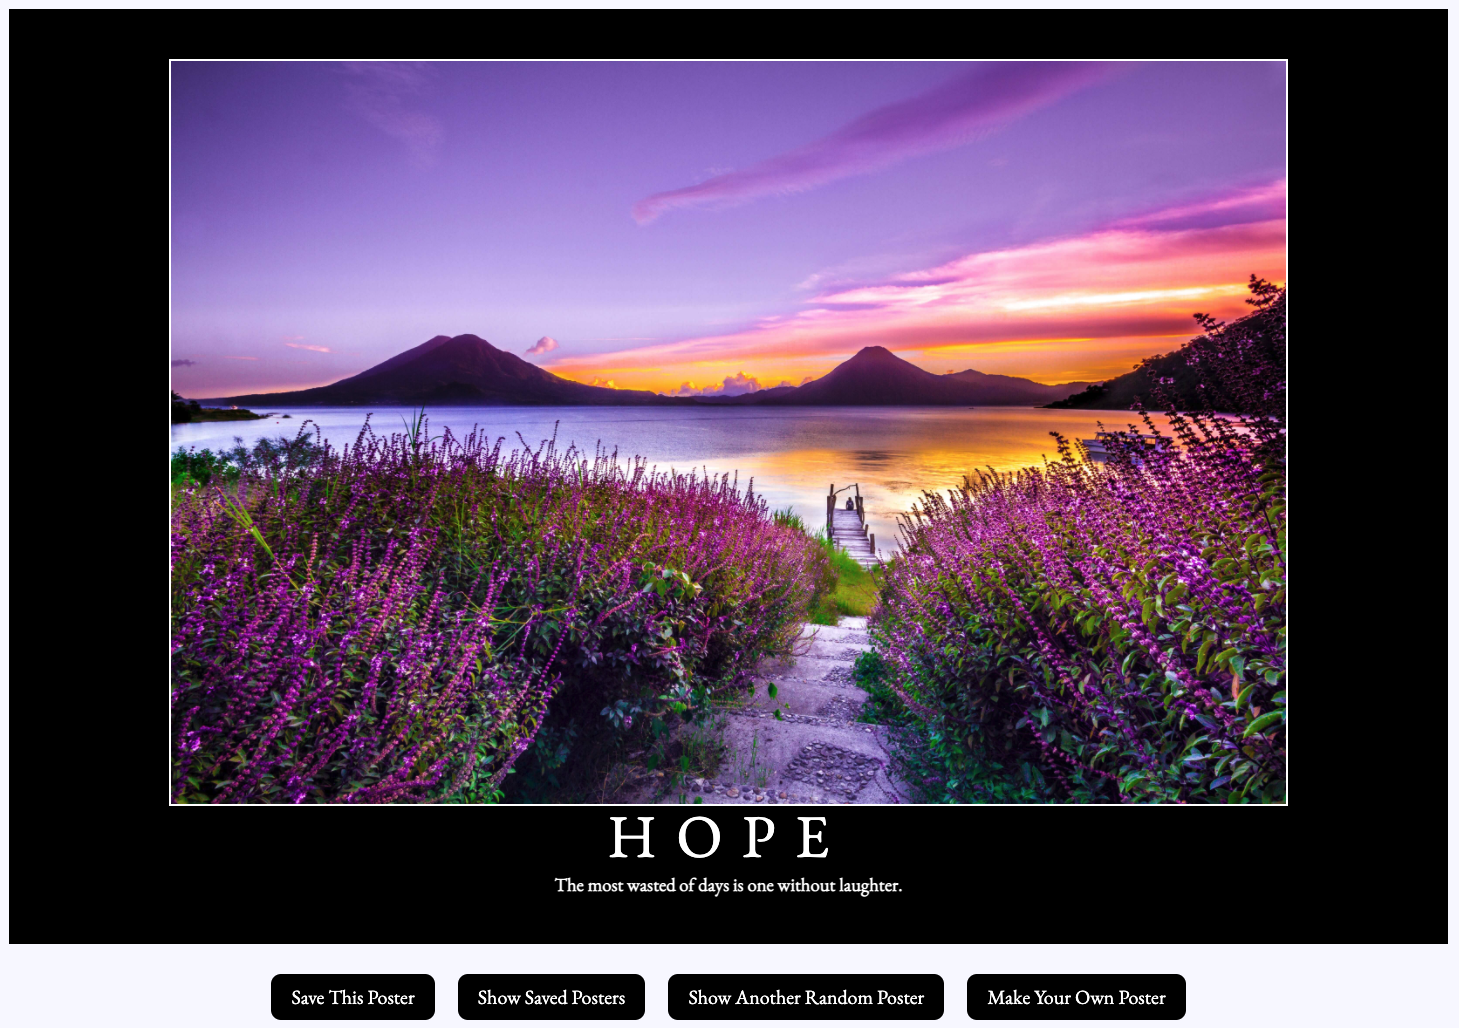 HOPE
The most wasted of days is one without laughter.
Save This Poster
Show Saved Posters
Show Another Random Poster
Make Your Own Poster